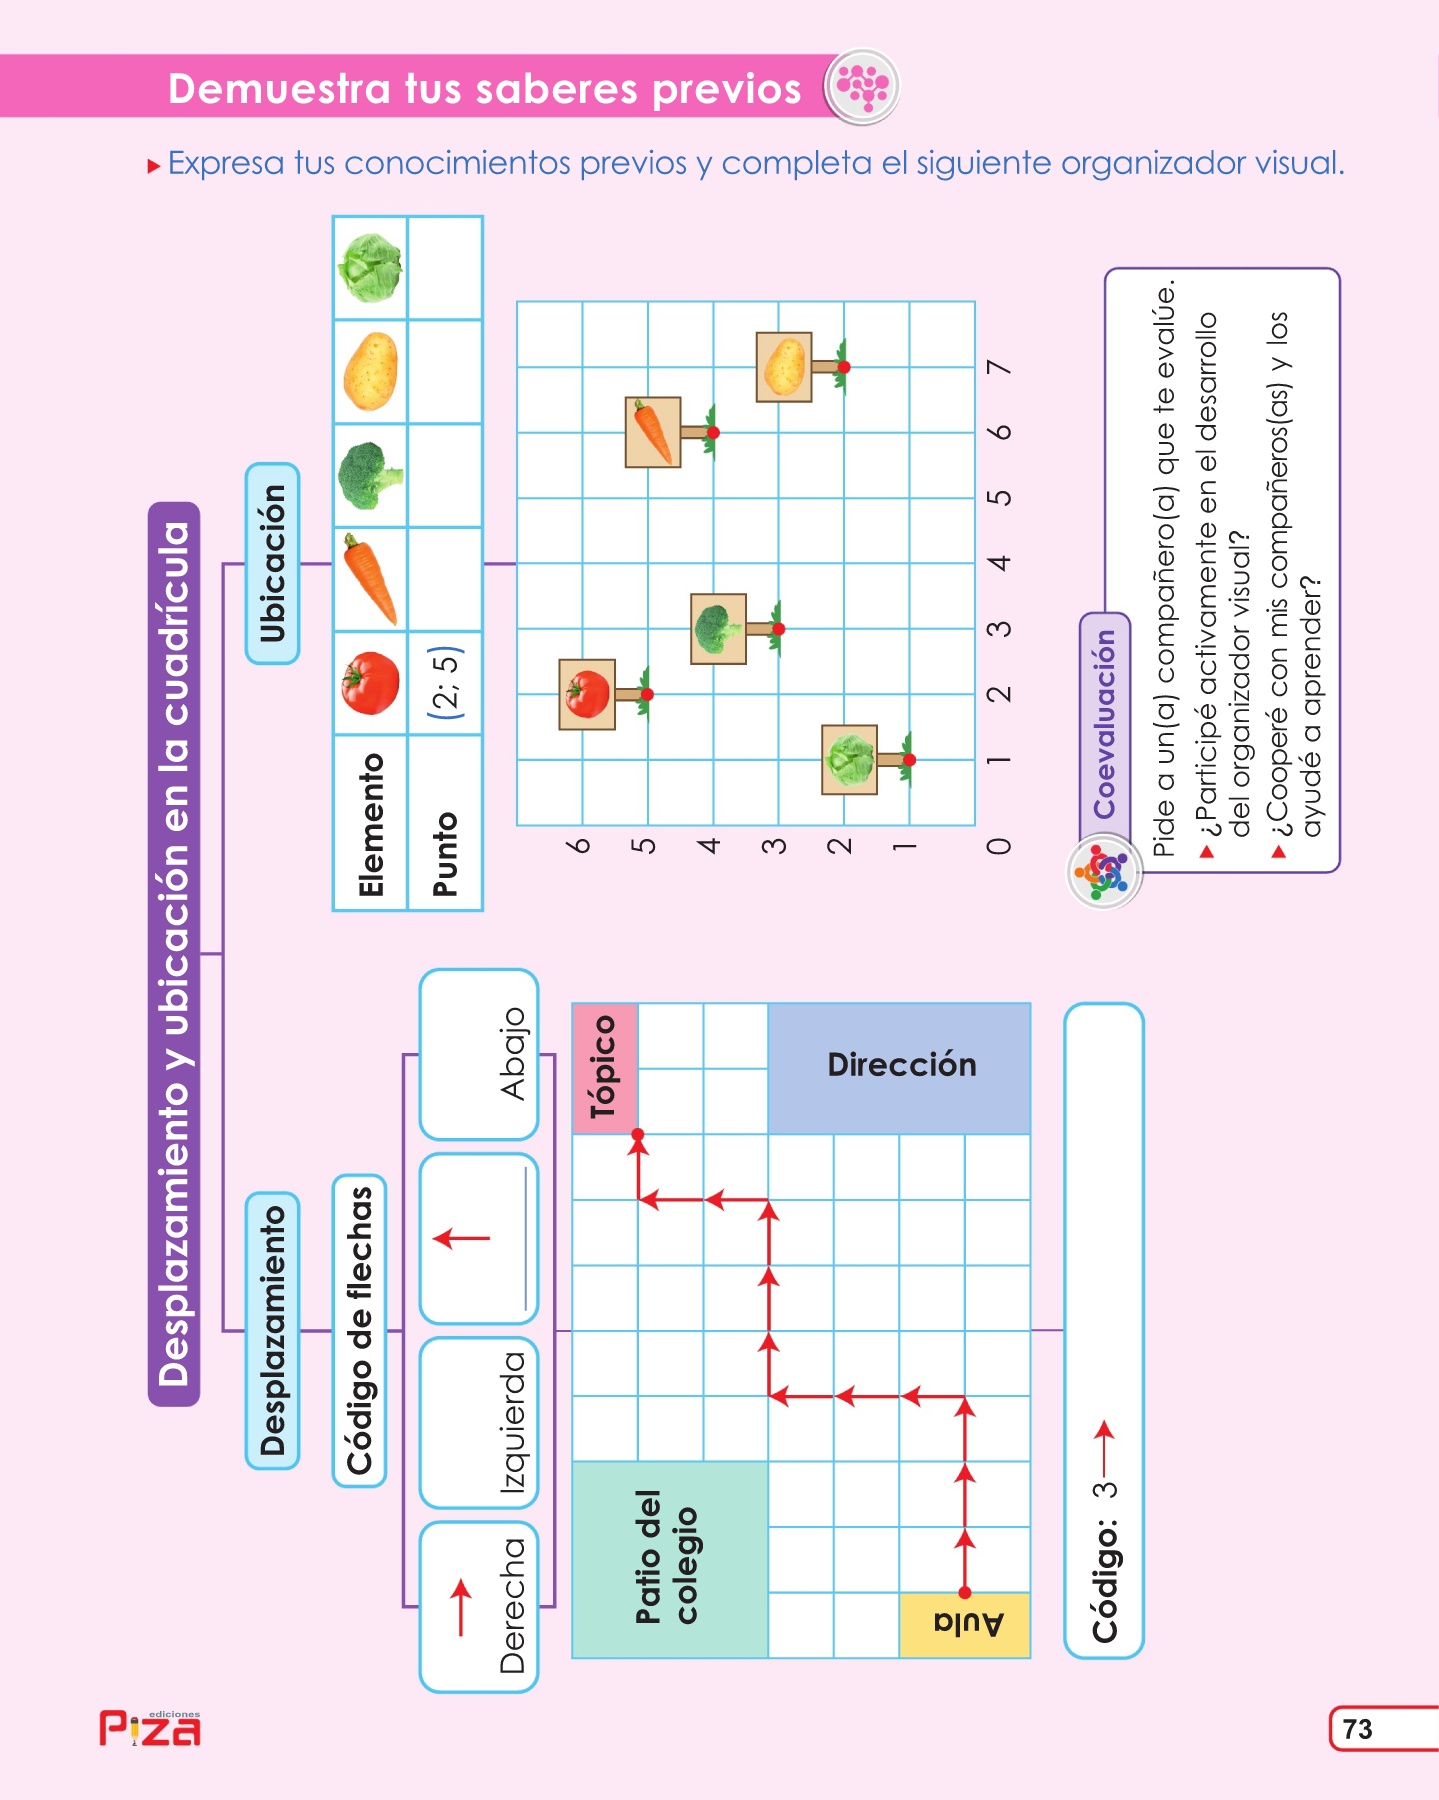 Demuestra tus saberes previos
Expresa tus conocimientos previos y completa el siguiente organizador visual.
Desplazamiento y ubicación en la cuadrícula
Desplazamiento
Código de flechas
Derecha
Izquierda
Abajo
Patio del
colegio
Tópico
Dirección
Aula
Código: 3
Ubicación
Elemento
Punto
(2; 5)
6
5
4
3
2
1
0
1 2 3 4 5 6 7
Coevaluación
Pide a un(a) compañero(a) que te evalúe.
¿Participé activamente en el desarrollo
del organizador visual?
¿Cooperé con mis compañeros(as) y los
ayudé a aprender?
ediciones
Piza
73